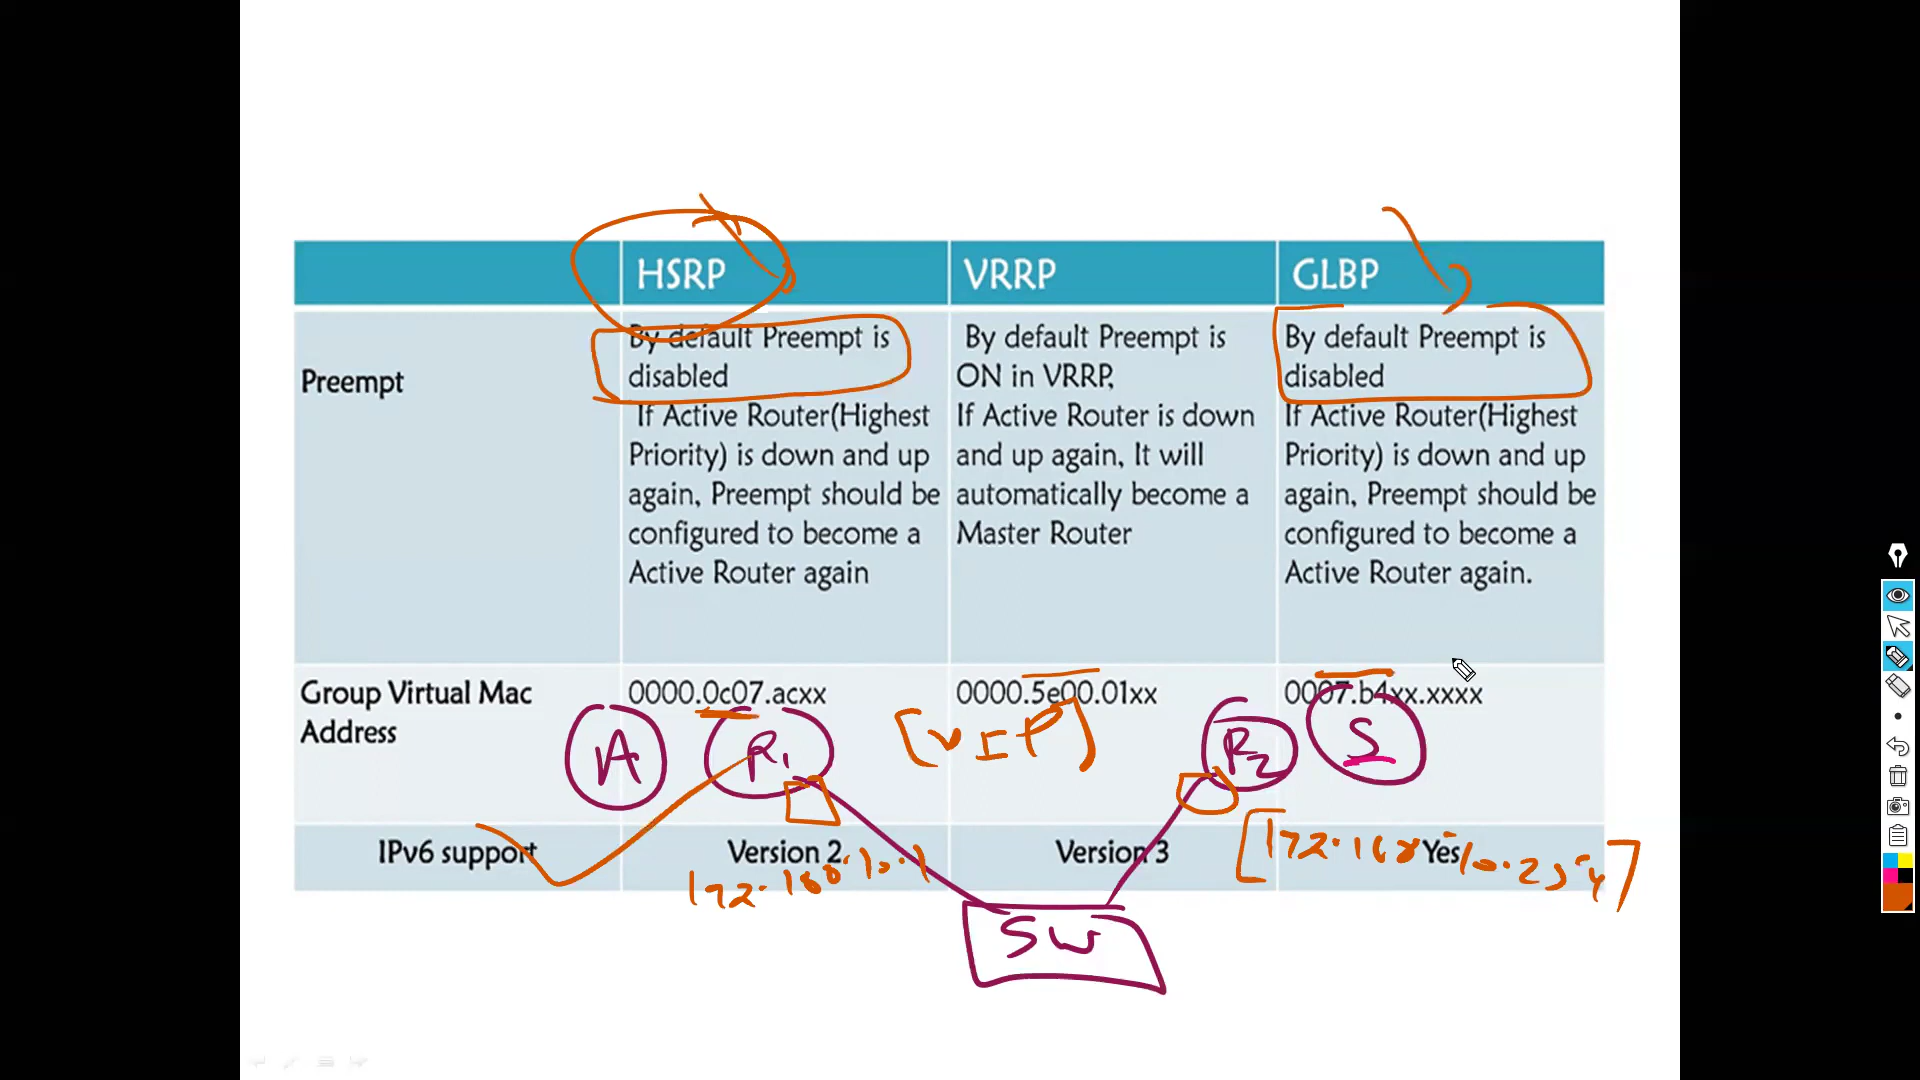 HSRP VRRP GLBP
Preempt
By default Preempt is
disabled
If Active Router(Highest
Priority) is down and up
again, Preempt should be
configured to become a
Active Router again
By default Preempt is
ON in VRRP,
If Active Router is down
and up again, It will
automatically become a
Master Router
By default Preempt is
disabled
If Active Router(Highest
Priority) is down and up
again, Preempt should be
configured to become a
Active Router again.
Group Virtual Mac
Address
0000.0c07.acxx
0000.5e00.01xx
0007.b4xx.xxxx
A R1 [VIP] R2 S
IPv6 support Version 2 Version 3 Yes
[172.168.10.254]
SW